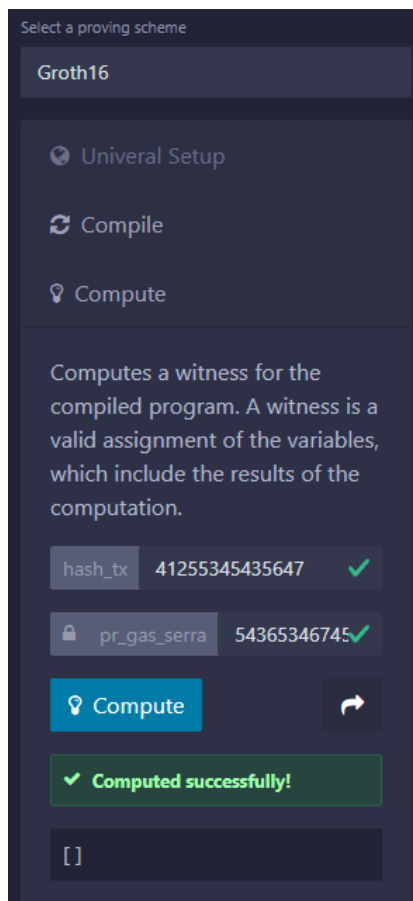 Select a proving scheme
Groth16
Univeral Setup
Compile
Compute
Computes a witness for the
compiled program. A witness is a
valid assignment of the variables,
which include the results of the
computation.
hash_tx 41255345435647
pr_gas_serra 54365346745
Compute
Computed successfully!
[]